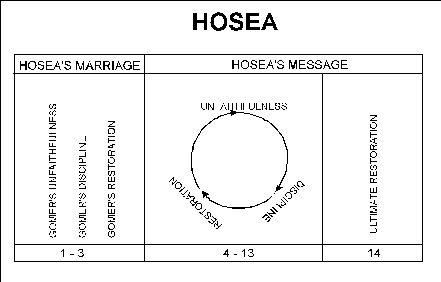 HOSEA
HOSEA'S MARRIAGE
HOSEA'S MESSAGE
GOMER'S UNFAITHFULNESS
GOMER'S DISCIPLINE
GOMER'S RESTORATION
UNFAITHFULNESS
DISCIPLINE
RESTORATION
ULTIMATE RESTORATION
1 - 3
4 - 13
14